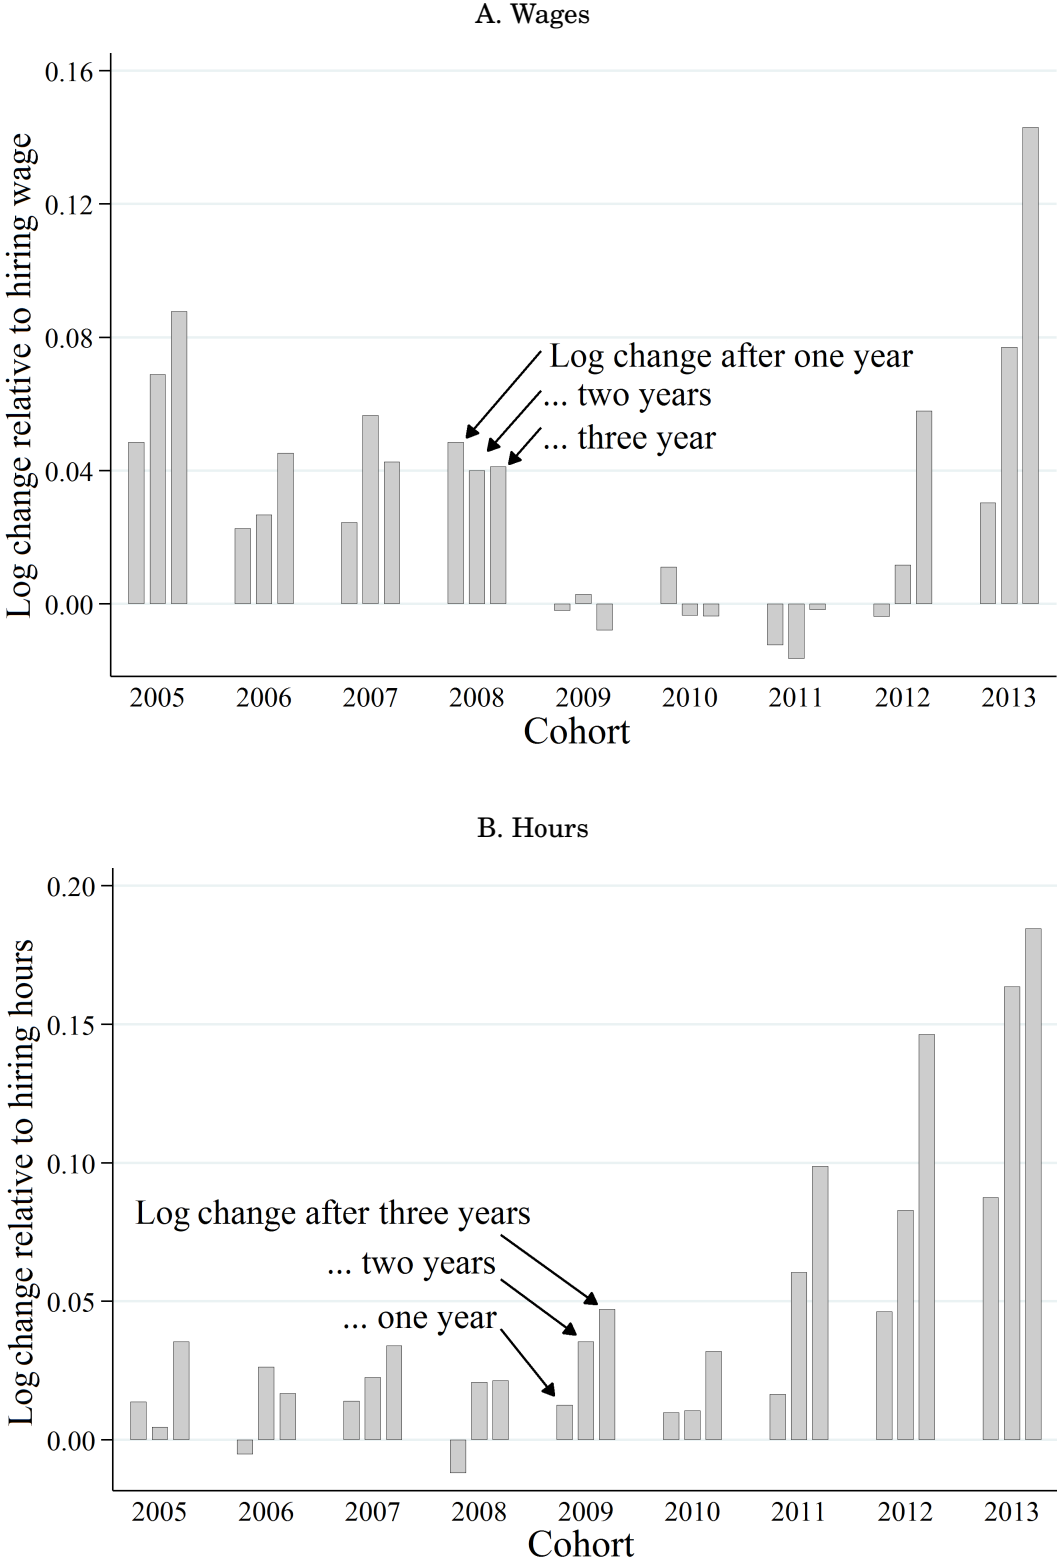 A. Wages
Log change relative to hiring wage
0.16
0.12
0.08
0.04
0.00
Log change after one year
... two years
... three year
2005 2006 2007 2008 2009 2010 2011 2012 2013
Cohort
B. Hours
Log change relative to hiring hours
0.20
0.15
0.10
0.05
0.00
Log change after three years
... two years
... one year
2005 2006 2007 2008 2009 2010 2011 2012 2013
Cohort